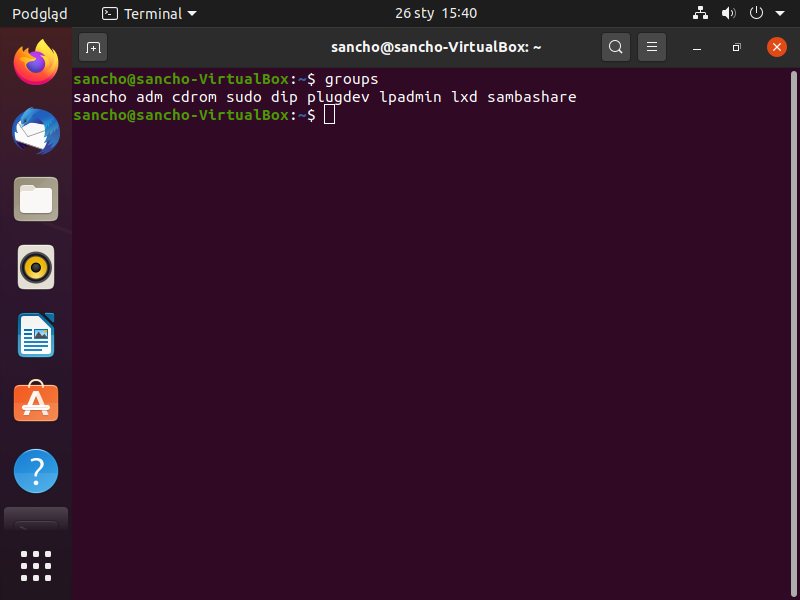 Podgląd Terminal 26 sty 15:40
sancho@sancho-VirtualBox: ~
sancho@sancho-VirtualBox:~$ groups
sancho adm cdrom sudo dip plugdev lpadmin lxd sambashare
sancho@sancho-VirtualBox:~$